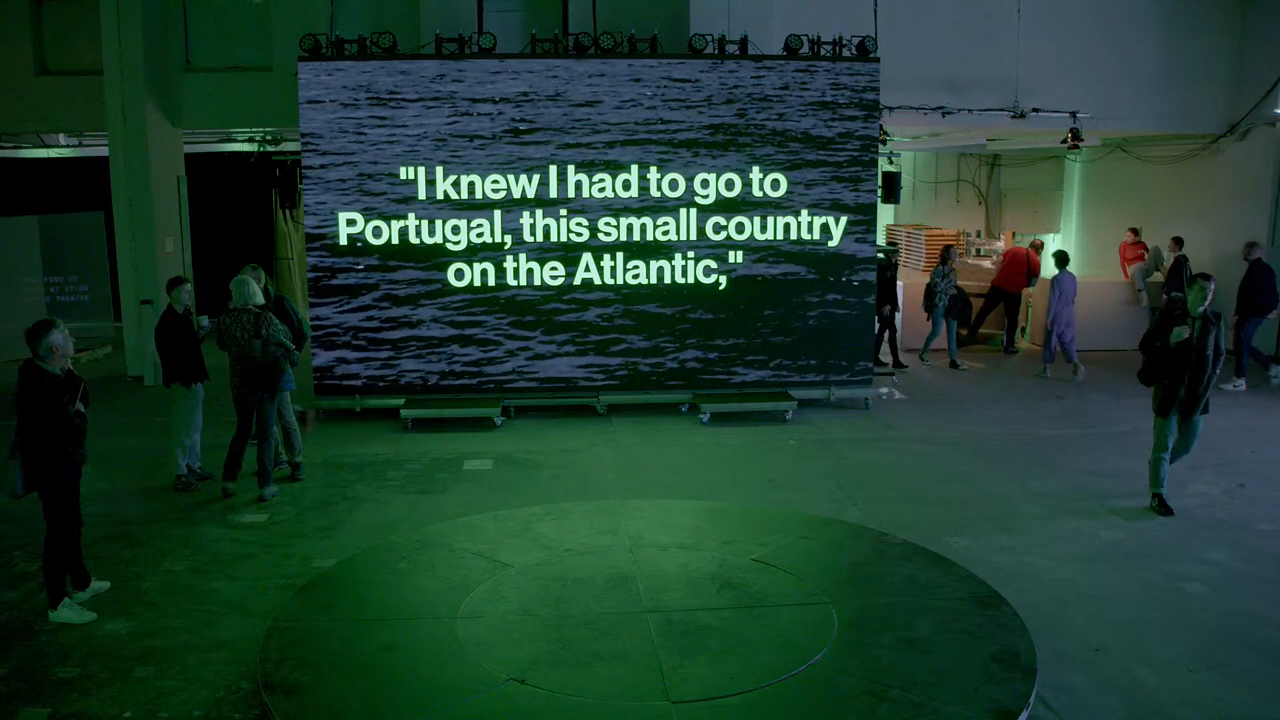 "I knew I had to go to
Portugal, this small country
on the Atlantic,"